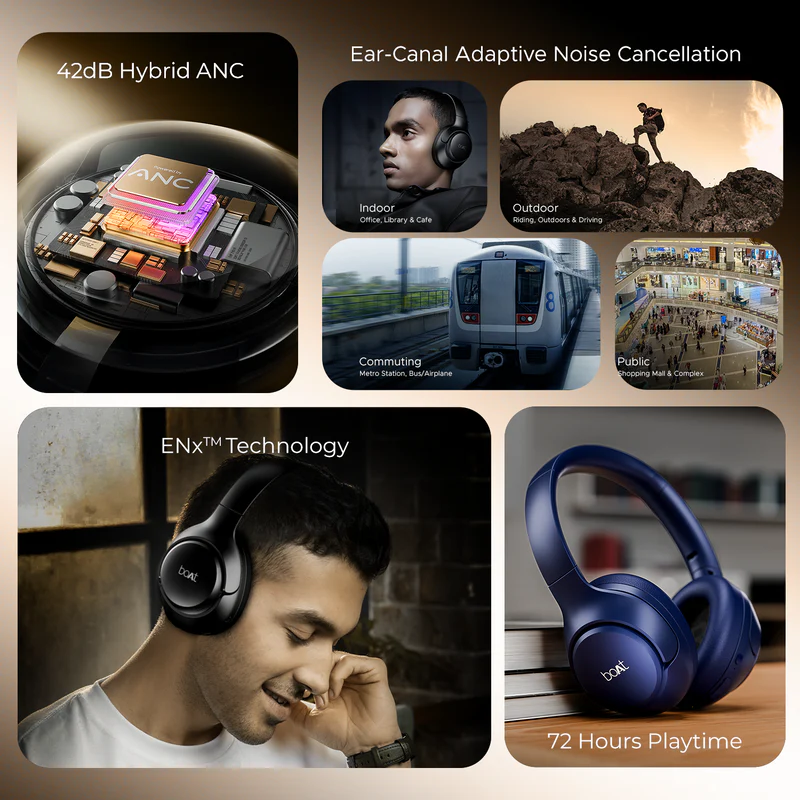 42dB Hybrid ANC
ANC
Ear-Canal Adaptive Noise Cancellation
Indoor
Office, Library & Cafe
Outdoor
Riding, Outdoors & Driving
8
Commuting
Metro Station, Bus/Airplane
Public
Shopping Mall & Complex
ENx™ Technology
boAt
boAt
72 Hours Playtime